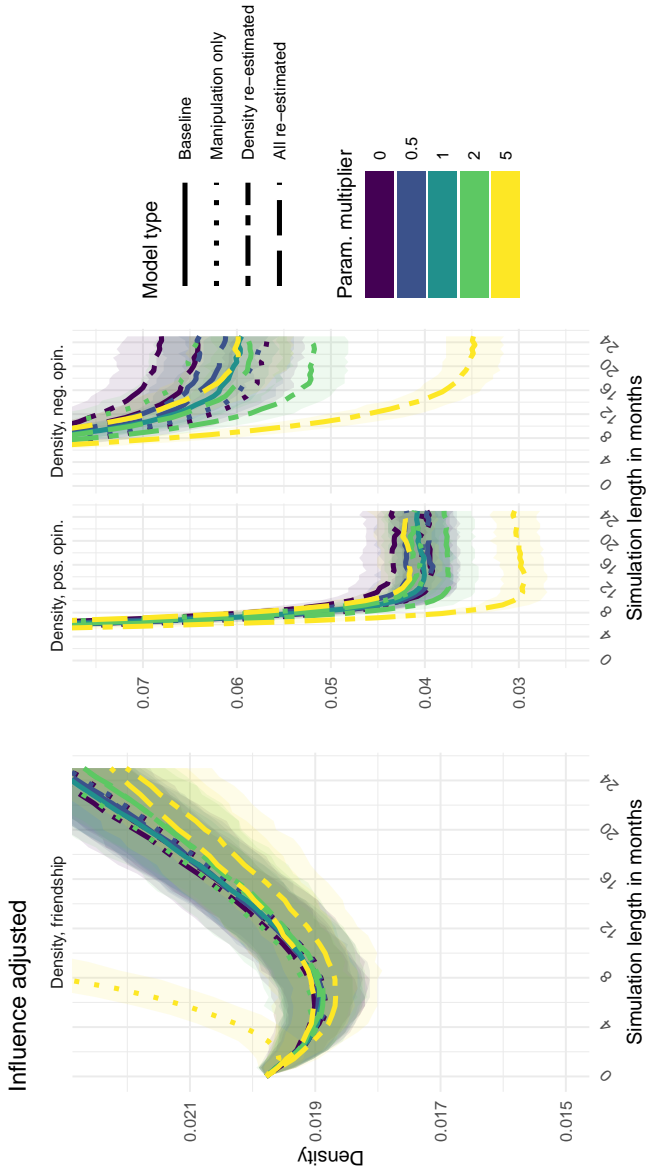 Influence adjusted
Density, friendship
Density, pos. opin.
Density, neg. opin.
Density
0.021
0.019
0.017
0.015
0.07
0.06
0.05
0.04
0.03
0 4 8 12 16 20 24
0 4 8 12 16 20 24
0 4 8 12 16 20 24
Simulation length in months
Simulation length in months
Model type
Baseline
Manipulation only
Density re−estimated
All re−estimated
Param. multiplier
0
0.5
1
2
5